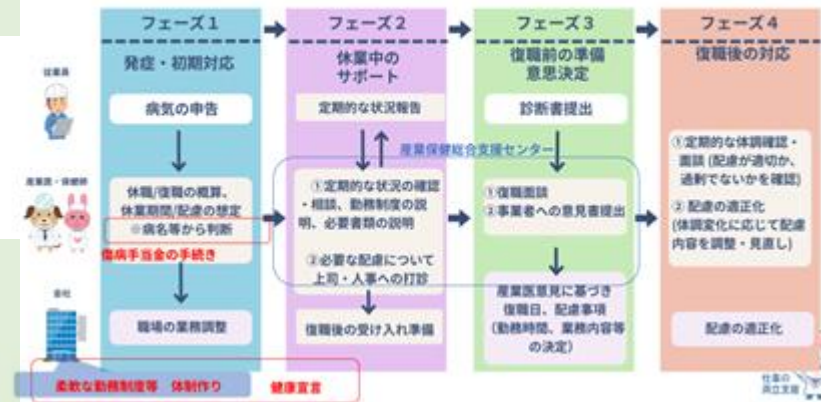 フェーズ1
発症・初期対応
病気の申告
休職/復職の概算、
休業期間/配慮の想定
※病名等から判断
傷病手当金の手続き
職場の業務調整
フェーズ2
休業中の
サポート
定期的な状況報告
産業保健総合支援センター
①定期的な状況の確認
・相談、勤務制度の説
明、必要書類の説明
②必要な配慮について
上司・人事への打診
復職後の受け入れ準備
フェーズ3
復職前の準備
意思決定
診断書提出
①復職面談
②事業者への意見書提出
産業医意見に基づき
復職日、配慮事項
(勤務時間、業務内容等
の決定)
フェーズ4
復職後の対応
①定期的な体調確認・
面談 (配慮が適切か、
過剰でないかを確認)
②配慮の適正化
(体調変化に応じて配慮
内容を調整・見直し)
配慮の適正化
従業員
産業医・保健師
会社
柔軟な勤務制度等 体制作り
健康宣言
仕事の
両立支援